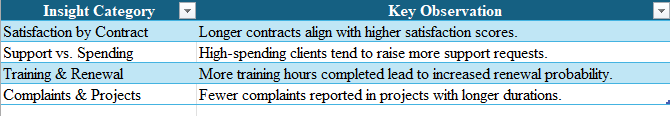 Insight Category Key Observation
Satisfaction by Contract Longer contracts align with higher satisfaction scores.
Support vs. Spending High-spending clients tend to raise more support requests.
Training & Renewal More training hours completed lead to increased renewal probability.
Complaints & Projects Fewer complaints reported in projects with longer durations.